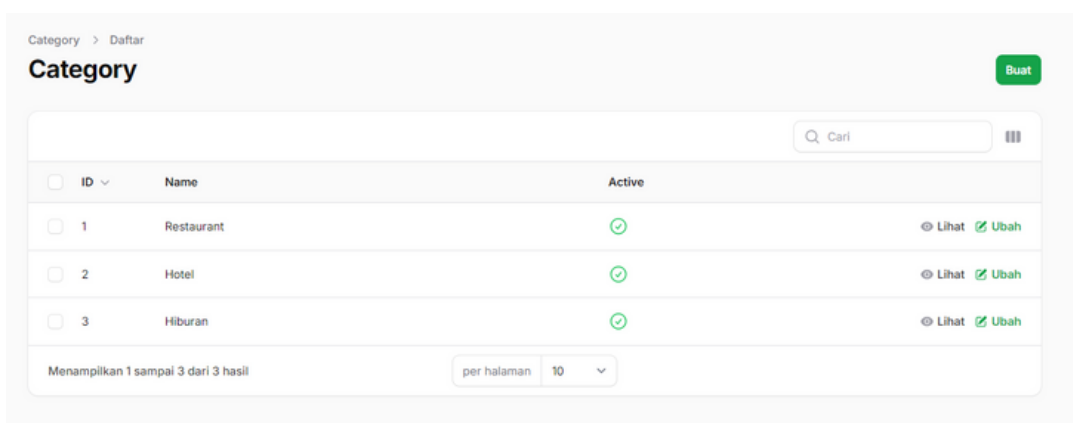 Category > Daftar
Category
Buat
Cari
ID Name Active
1 Restaurant Lihat Ubah
2 Hotel Lihat Ubah
3 Hiburan Lihat Ubah
Menampilkan 1 sampai 3 dari 3 hasil per halaman 10